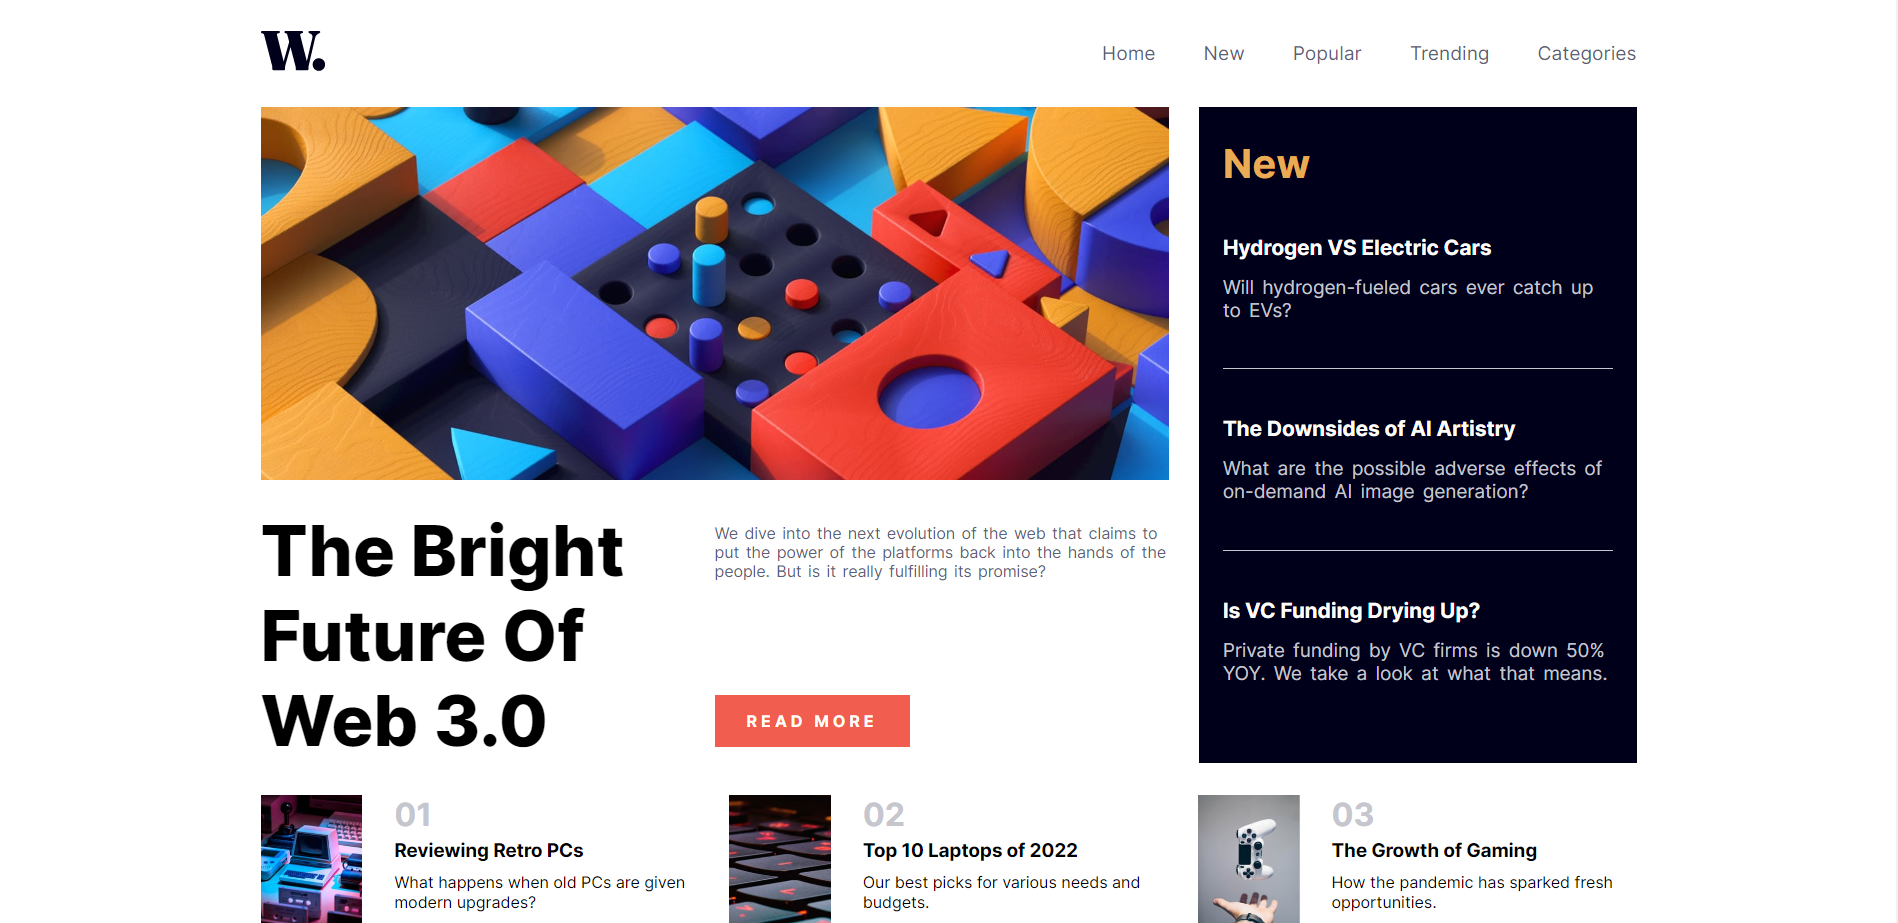 W.
Home
New
Popular
Trending
Categories
The Bright
Future Of
Web 3.0
We dive into the next evolution of the web that claims to
put the power of the platforms back into the hands of the
people. But is it really fulfilling its promise?
READ MORE
New
Hydrogen VS Electric Cars
Will hydrogen-fueled cars ever catch up
to EVs?
The Downsides of AI Artistry
What are the possible adverse effects of
on-demand AI image generation?
Is VC Funding Drying Up?
Private funding by VC firms is down 50%
YOY. We take a look at what that means.
01
Reviewing Retro PCs
What happens when old PCs are given
modern upgrades?
02
Top 10 Laptops of 2022
Our best picks for various needs and
budgets.
03
The Growth of Gaming
How the pandemic has sparked fresh
opportunities.